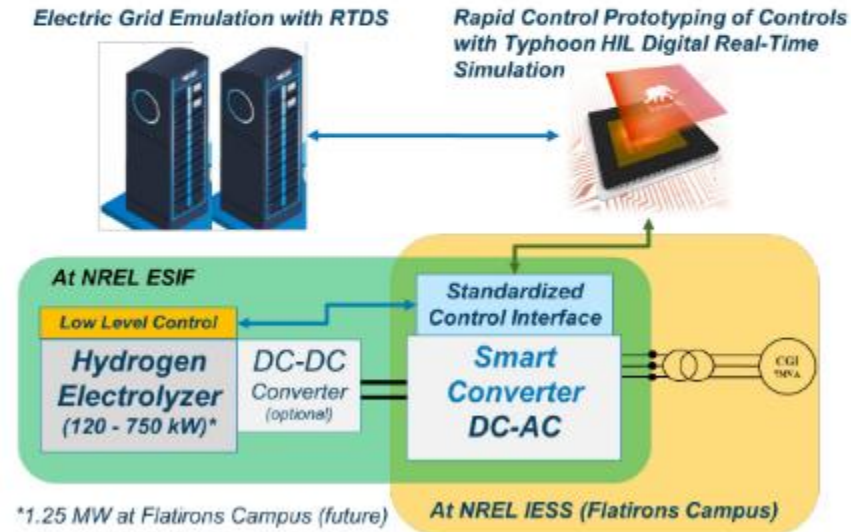 Electric Grid Emulation with RTDS
Rapid Control Prototyping of Controls
with Typhoon HIL Digital Real-Time
Simulation
At NREL ESIF
Low Level Control
Hydrogen
Electrolyzer
(120 - 750 kW)*
DC-DC
Converter
(optional)
Standardized
Control Interface
Smart
Converter
DC-AC
CGI
7MVA
*1.25 MW at Flatirons Campus (future)
At NREL IESS (Flatirons Campus)